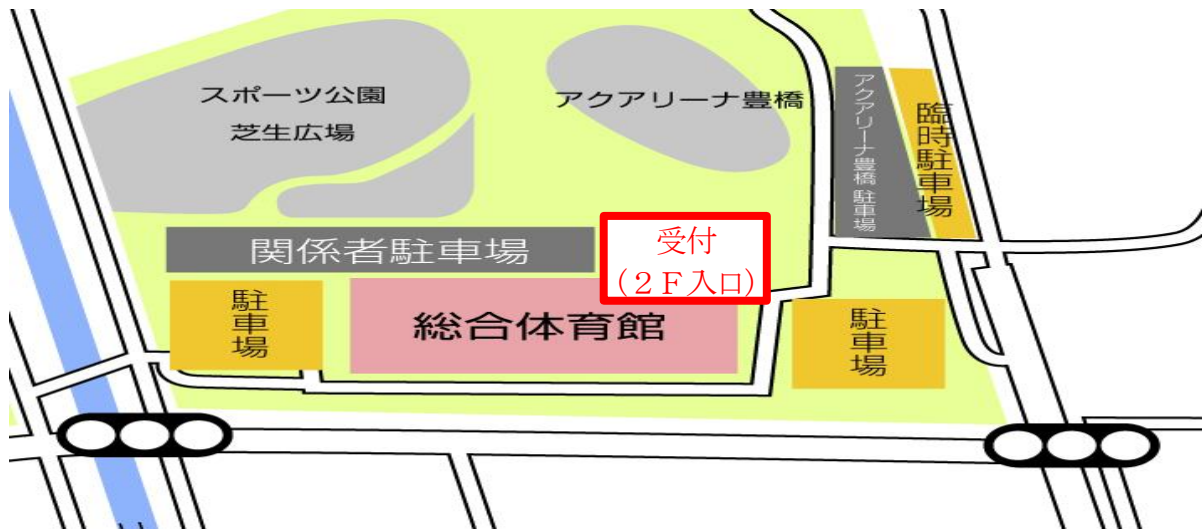 スポーツ公園
芝生広場
アクアリーナ豊橋
アクアリーナ豊橋 駐車場
臨時駐車場
関係者駐車場
受付
(２Ｆ入口)
駐車場
総合体育館
駐車場